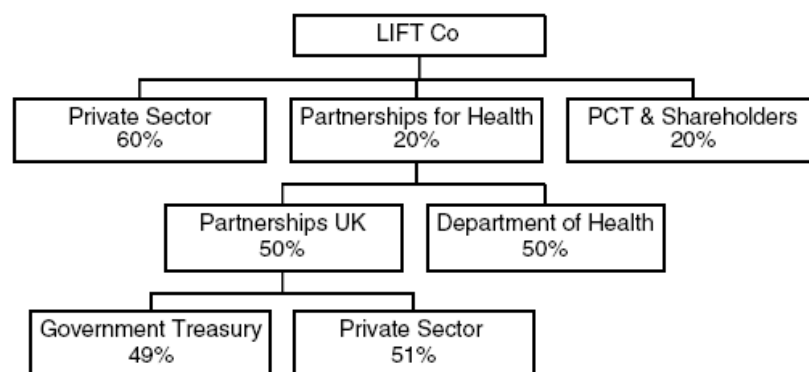 LIFT Co
Private Sector
60%
Partnerships for Health
20%
PCT & Shareholders
20%
Partnerships UK
50%
Department of Health
50%
Government Treasury
49%
Private Sector
51%